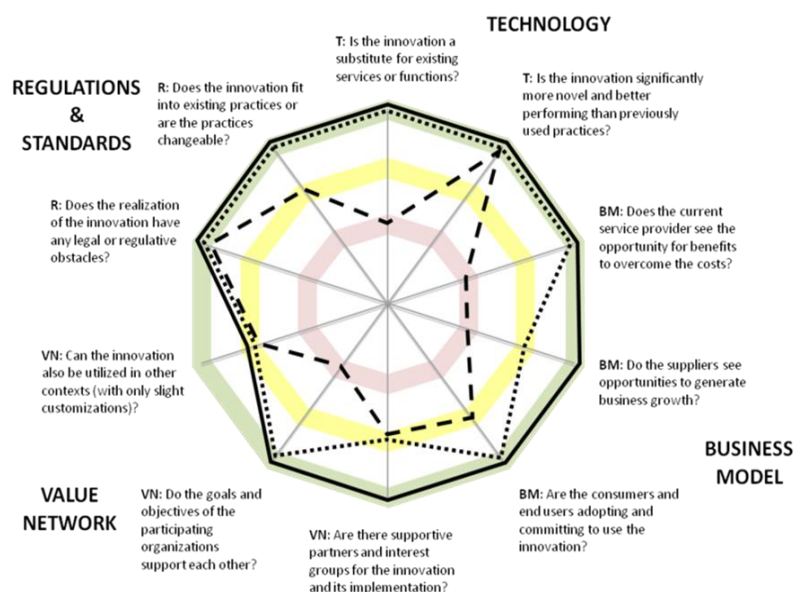 TECHNOLOGY
T: Is the innovation a
substitute for existing
services or functions?
T: Is the innovation significantly
more novel and better
performing than previously
used practices?
REGULATIONS
&
STANDARDS
R: Does the innovation fit
into existing practices or
are the practices
changeable?
R: Does the realization
of the innovation have
any legal or regulative
obstacles?
BM: Does the current
service provider see the
opportunity for benefits
to overcome the costs?
VN: Can the innovation
also be utilized in other
contexts (with only slight
customizations)?
BM: Do the suppliers see
opportunities to generate
business growth?
BUSINESS
MODEL
VALUE
NETWORK
VN: Do the goals and
objectives of the
participating
organizations
support each other?
VN: Are there supportive
partners and interest
groups for the innovation
and its implementation?
BM: Are the consumers and
end users adopting and
committing to use the
innovation?